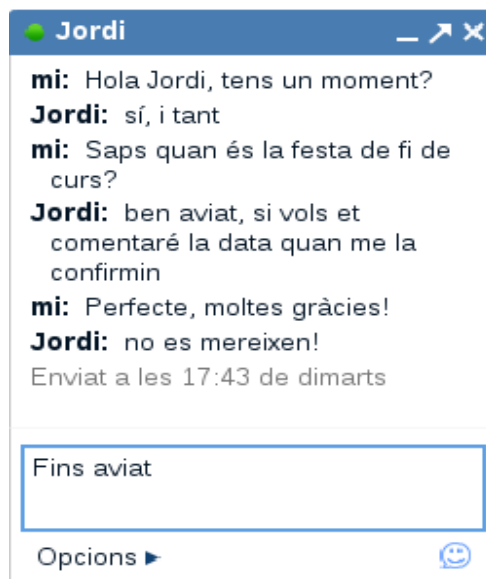 Jordi
mi: Hola Jordi, tens un moment?
Jordi: sí, i tant
mi: Saps quan és la festa de fi de
curs?
Jordi: ben aviat, si vols et
comentaré la data quan me la
confirmin
mi: Perfecte, moltes gràcies!
Jordi: no es mereixen!
Enviat a les 17:43 de dimarts
Fins aviat
Opcions